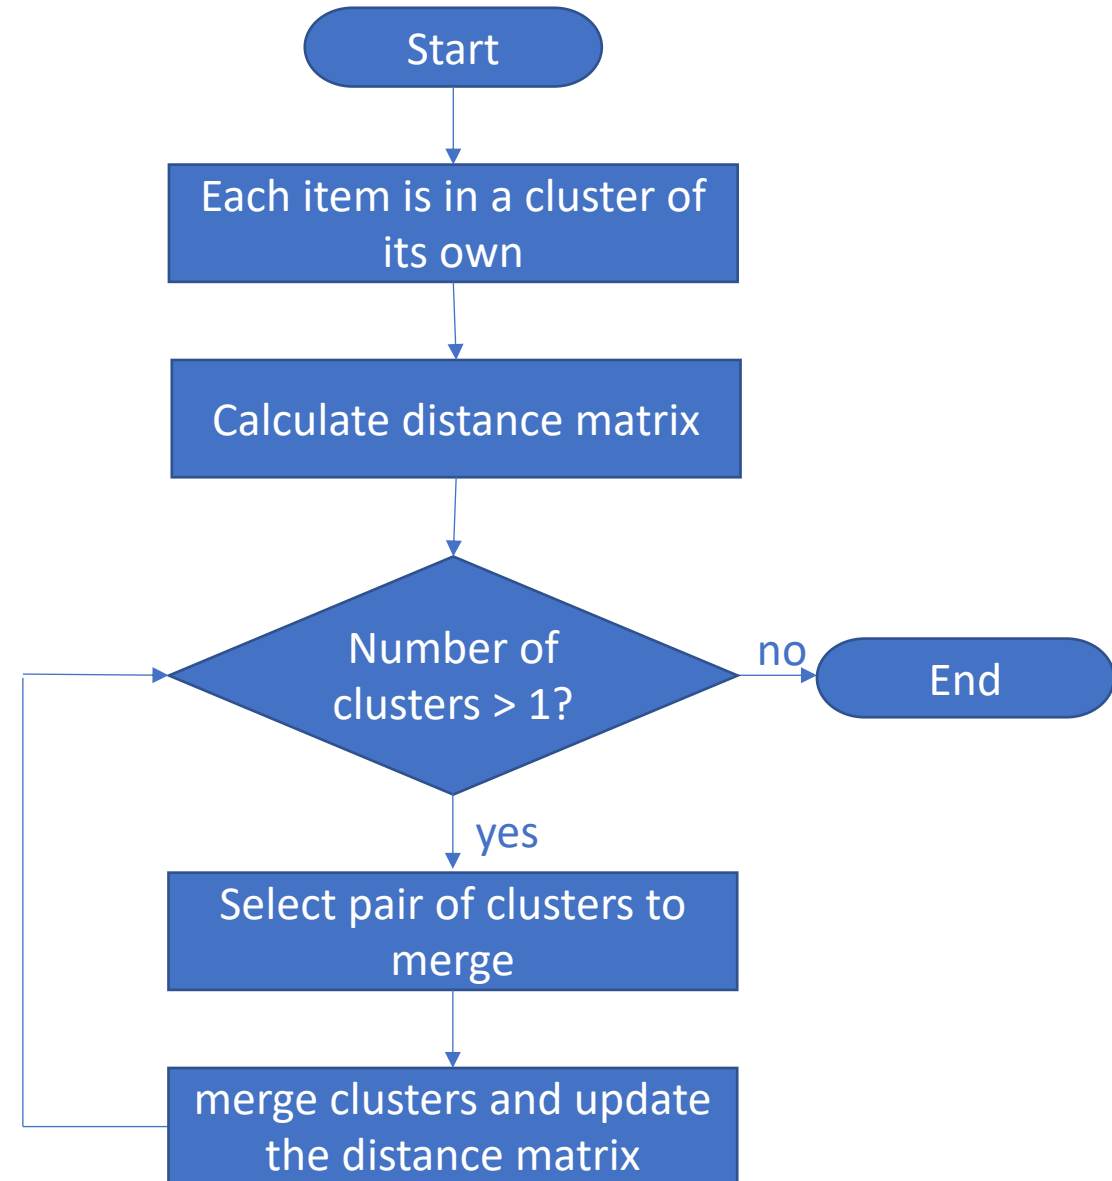 Start
Each item is in a cluster of
its own
Calculate distance matrix
Number of
clusters > 1?
no
End
yes
Select pair of clusters to
merge
merge clusters and update
the distance matrix